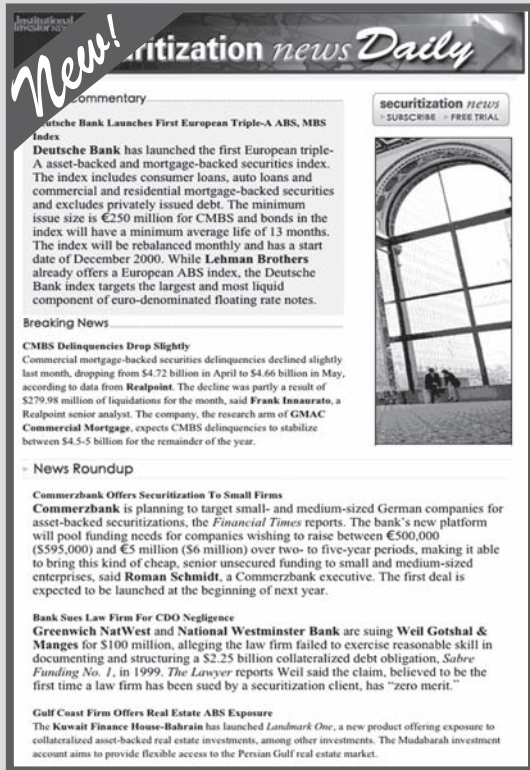 Institutional
Investor NEWS
New!
uritization news Daily
Commentary
securitization news
SUBSCRIBE FREE TRIAL
eutsche Bank Launches First European Triple-A ABS, MBS
Index
Deutsche Bank has launched the first European triple-
A asset-backed and mortgage-backed securities index.
The index includes consumer loans, auto loans and
commercial and residential mortgage-backed securities
and excludes privately issued debt. The minimum
issue size is €250 million for CMBS and bonds in the
index will have a minimum average life of 13 months.
The index will be rebalanced monthly and has a start
date of December 2000. While Lehman Brothers
already offers a European ABS index, the Deutsche
Bank index targets the largest and most liquid
component of euro-denominated floating rate notes.
Breaking News
CMBS Delinquencies Drop Slightly
Commercial mortgage-backed securities delinquencies declined slightly
last month, dropping from $4.72 billion in April to $4.66 billion in May,
according to data from Realpoint. The decline was partly a result of
$279.98 million of liquidations for the month, said Frank Innaurato, a
Realpoint senior analyst. The company, the research arm of GMAC
Commercial Mortgage, expects CMBS delinquencies to stabilize
between $4.5-5 billion for the remainder of the year.
News Roundup
Commerzbank Offers Securitization To Small Firms
Commerzbank is planning to target small- and medium-sized German companies for
asset-backed securitizations, the Financial Times reports. The bank's new platform
will pool funding needs for companies wishing to raise between €500,000
($595,000) and €5 million ($6 million) over two- to five-year periods, making it able
to bring this kind of cheap, senior unsecured funding to small and medium-sized
enterprises, said Roman Schmidt, a Commerzbank executive. The first deal is
expected to be launched at the beginning of next year.
Bank Sues Law Firm For CDO Negligence
Greenwich NatWest and National Westminster Bank are suing Weil Gotshal &
Manges for $100 million, alleging the law firm failed to exercise reasonable skill in
documenting and structuring a $2.25 billion collateralized debt obligation, Sabre
Funding No. 1, in 1999. The Lawyer reports Weil said the claim, believed to be the
first time a law firm has been sued by a securitization client, has "zero merit."
Gulf Coast Firm Offers Real Estate ABS Exposure
The Kuwait Finance House-Bahrain has launched Landmark One, a new product offering exposure to
collateralized asset-backed real estate investments, among other investments. The Mudabarah investment
account aims to provide flexible access to the Persian Gulf real estate market.